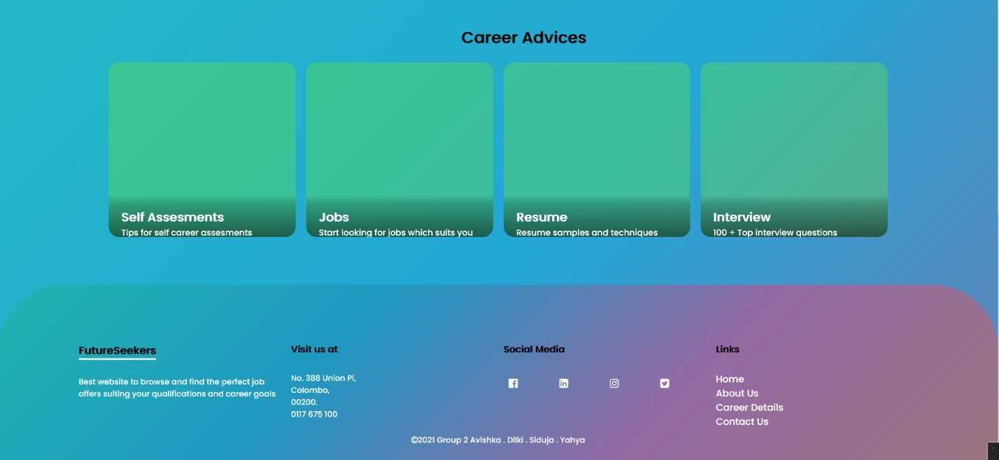 Career Advices
Self Assesments
Tips for self career assesments
Jobs
Start looking for jobs which suits you
Resume
Resume samples and techniques
Interview
100 + Top interview questions
FutureSeekers
Best website to browse and find the perfect job
offers suiting your qualifications and career goals
Visit us at
No. 388 Union Pl,
Colombo,
00200.
0117 675 100
Social Media
Links
Home
About Us
Career Details
Contact Us
©2021 Group 2 Avishka . Dilki . Siduja . Yahya